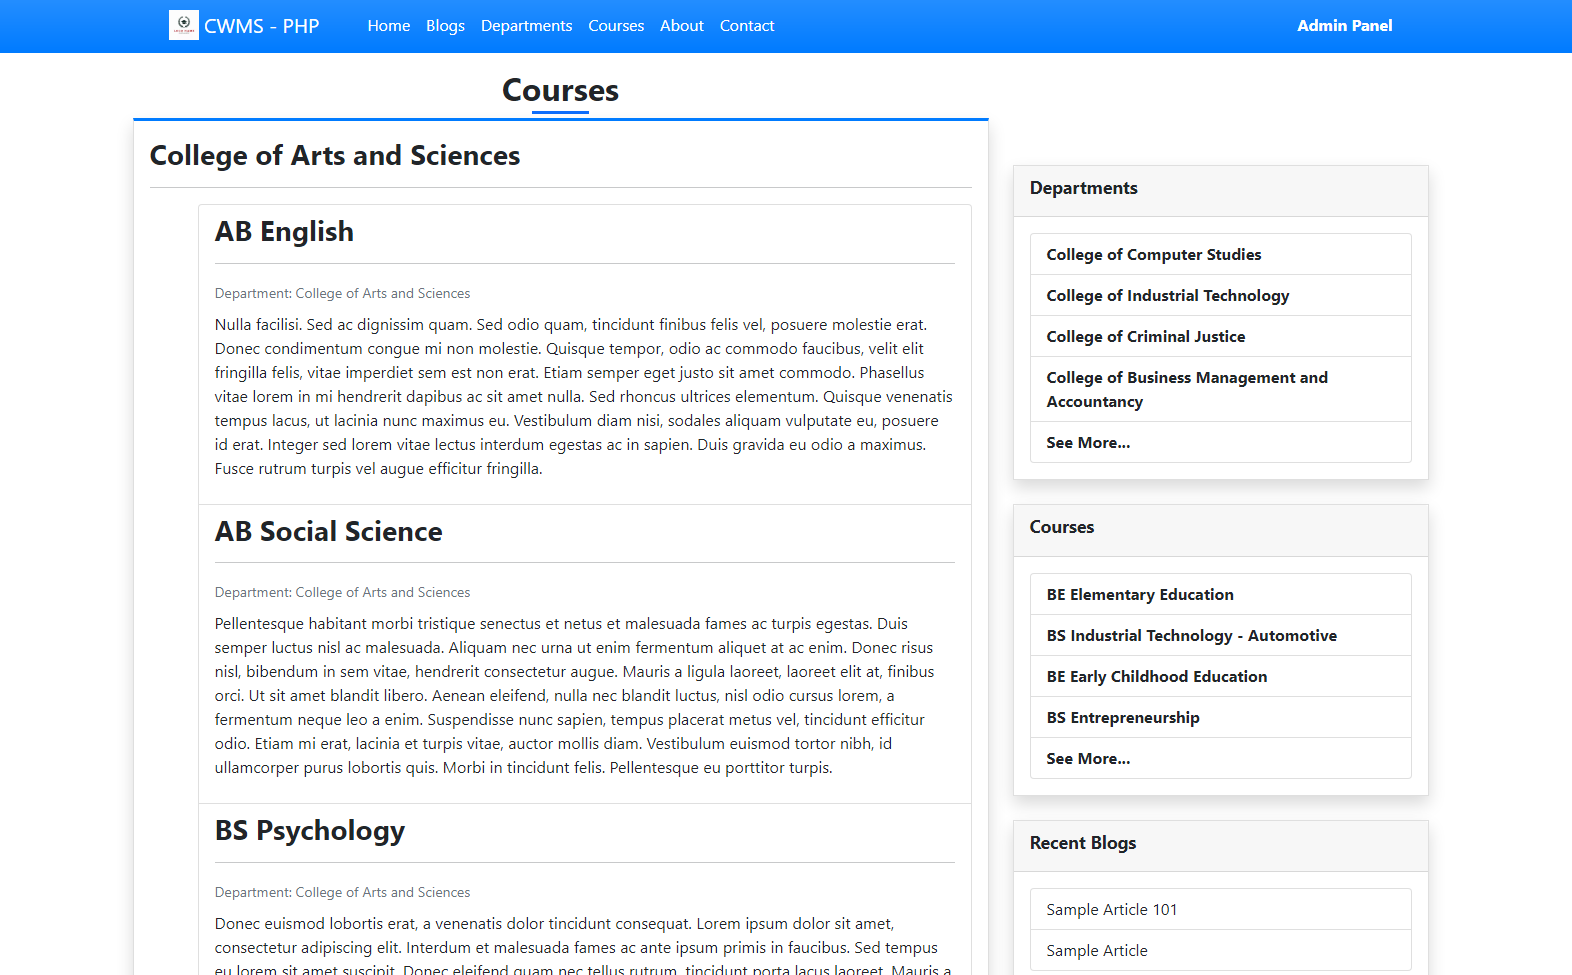 CWMS - PHP
Home Blogs Departments Courses About Contact
Admin Panel
Courses
College of Arts and Sciences
AB English
Department: College of Arts and Sciences
Nulla facilisi. Sed ac dignissim quam. Sed odio quam, tincidunt finibus felis vel, posuere molestie erat.
Donec condimentum congue mi non molestie. Quisque tempor, odio ac commodo faucibus, velit elit
fringilla felis, vitae imperdiet sem est non erat. Etiam semper eget justo sit amet commodo. Phasellus
vitae lorem in mi hendrerit dapibus ac sit amet nulla. Sed rhoncus ultrices elementum. Quisque venenatis
tempus lacus, ut lacinia nunc maximus eu. Vestibulum diam nisi, sodales aliquam vulputate eu, posuere
id erat. Integer sed lorem vitae lectus interdum egestas ac in sapien. Duis gravida eu odio a maximus.
Fusce rutrum turpis vel augue efficitur fringilla.
AB Social Science
Department: College of Arts and Sciences
Pellentesque habitant morbi tristique senectus et netus et malesuada fames ac turpis egestas. Duis
semper luctus nisl ac malesuada. Aliquam nec urna ut enim fermentum aliquet at ac enim. Donec risus
nisl, bibendum in sem vitae, hendrerit consectetur augue. Mauris a ligula laoreet, laoreet elit at, finibus
orci. Ut sit amet blandit libero. Aenean eleifend, nulla nec blandit luctus, nisl odio cursus lorem, a
fermentum neque leo a enim. Suspendisse nunc sapien, tempus placerat metus vel, tincidunt efficitur
odio. Etiam mi erat, lacinia et turpis vitae, auctor mollis diam. Vestibulum euismod tortor nibh, id
ullamcorper purus lobortis quis. Morbi in tincidunt felis. Pellentesque eu porttitor turpis.
BS Psychology
Department: College of Arts and Sciences
Donec euismod lobortis erat, a venenatis dolor tincidunt consequat. Lorem ipsum dolor sit amet,
consectetur adipiscing elit. Interdum et malesuada fames ac ante ipsum primis in faucibus. Sed tempus
eu lorem sit amet suscipit. Donec eleifend quam nec tellus rutrum, tincidunt porta lacus laoreet. Mauris a
Departments
College of Computer Studies
College of Industrial Technology
College of Criminal Justice
College of Business Management and
Accountancy
See More...
Courses
BE Elementary Education
BS Industrial Technology - Automotive
BE Early Childhood Education
BS Entrepreneurship
See More...
Recent Blogs
Sample Article 101
Sample Article